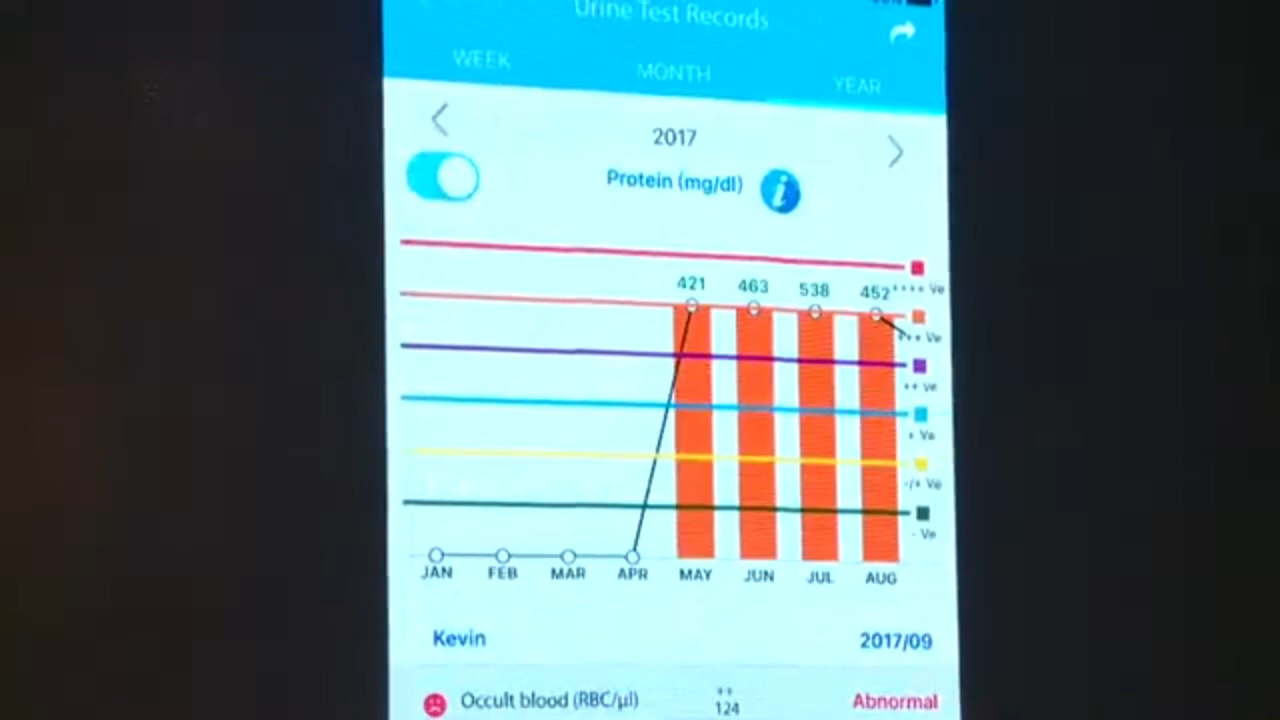 Urine Test Records
WEEK MONTH YEAR
2017
Protein (mg/dl) i
421 463 538 452
++++ Ve
+++ Ve
++ Ve
+ Ve
-/+ Ve
- Ve
JAN FEB MAR APR MAY JUN JUL AUG
Kevin 2017/09
Occult blood (RBC/µl) ++ 124 Abnormal